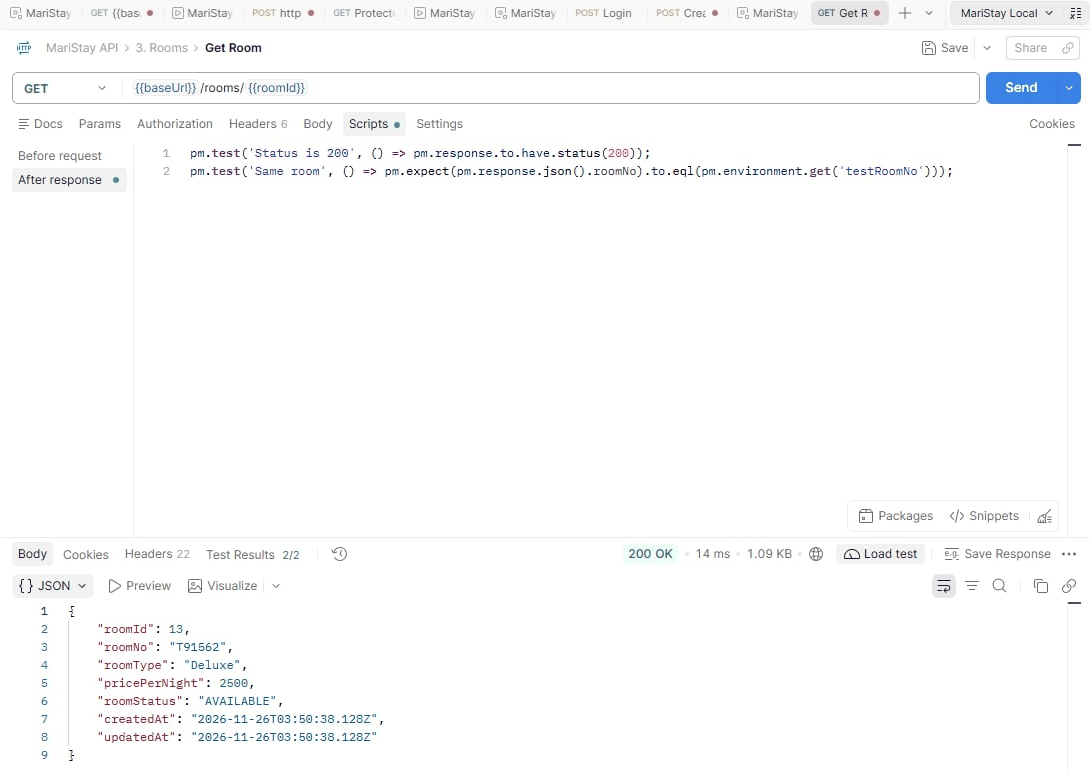 MariStay GET {{bas MariStay POST http GET Protect MariStay MariStay POST Login POST Crea MariStay GET Get R MariStay Local
HTTP MariStay API > 3. Rooms > Get Room Save Share
GET {{baseUrl}} /rooms/ {{roomId}} Send
Docs Params Authorization Headers 6 Body Scripts Settings Cookies
Before request
After response
1 pm.test('Status is 200', () => pm.response.to.have.status(200));
2 pm.test('Same room', () => pm.expect(pm.response.json().roomNo).to.eql(pm.environment.get('testRoomNo')));
Packages </> Snippets
Body Cookies Headers 22 Test Results 2/2 200 OK • 14 ms • 1.09 KB • Load test e.g. Save Response
{} JSON Preview Visualize
1 {
2 "roomId": 13,
3 "roomNo": "T91562",
4 "roomType": "Deluxe",
5 "pricePerNight": 2500,
6 "roomStatus": "AVAILABLE",
7 "createdAt": "2026-11-26T03:50:38.128Z",
8 "updatedAt": "2026-11-26T03:50:38.128Z"
9 }